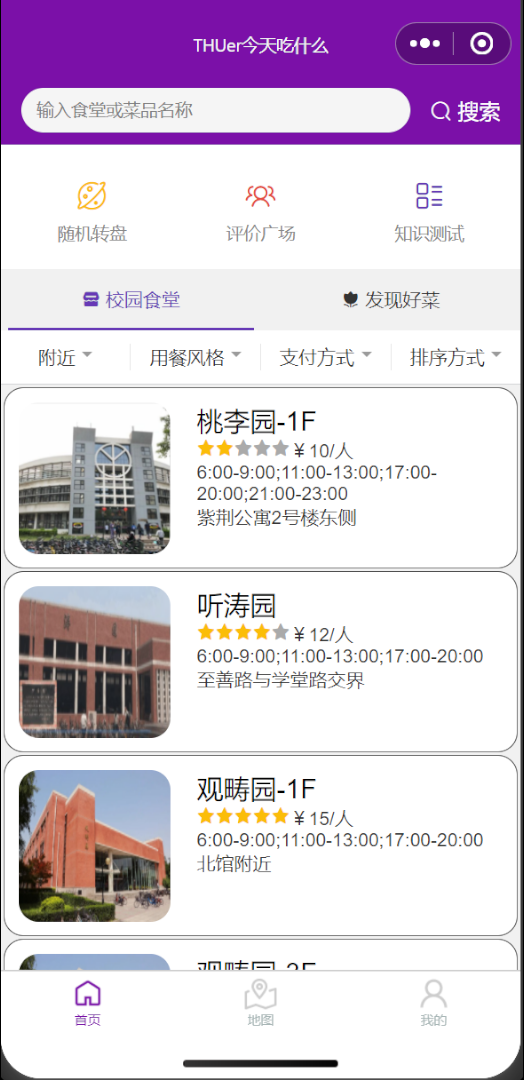 THUer今天吃什么
输入食堂或菜品名称
搜索
随机转盘 评价广场 知识测试
校园食堂 发现好菜
附近 用餐风格 支付方式 排序方式
桃李园-1F
¥10/人
6:00-9:00;11:00-13:00;17:00-
20:00;21:00-23:00
紫荆公寓2号楼东侧
听涛园
¥12/人
6:00-9:00;11:00-13:00;17:00-20:00
至善路与学堂路交界
观畴园-1F
¥15/人
6:00-9:00;11:00-13:00;17:00-20:00
北馆附近
首页 地图 我的